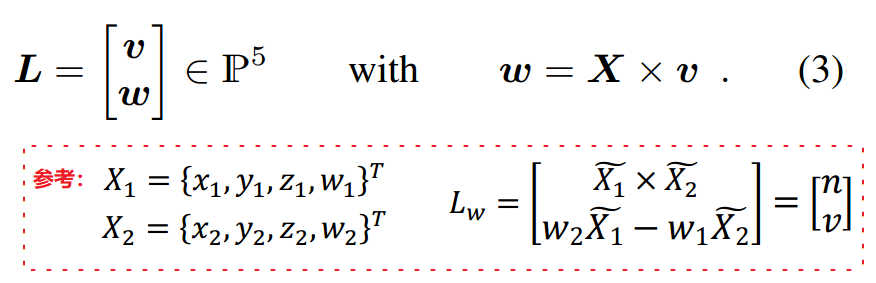 L = [v w] ∈ ℙ⁵ with w = X × v . (3)
参考: X₁ = {x₁, y₁, z₁, w₁}ᵀ
X₂ = {x₂, y₂, z₂, w₂}ᵀ
L_w = [X̃₁ × X̃₂ w₂X̃₁ − w₁X̃₂] = [n v]